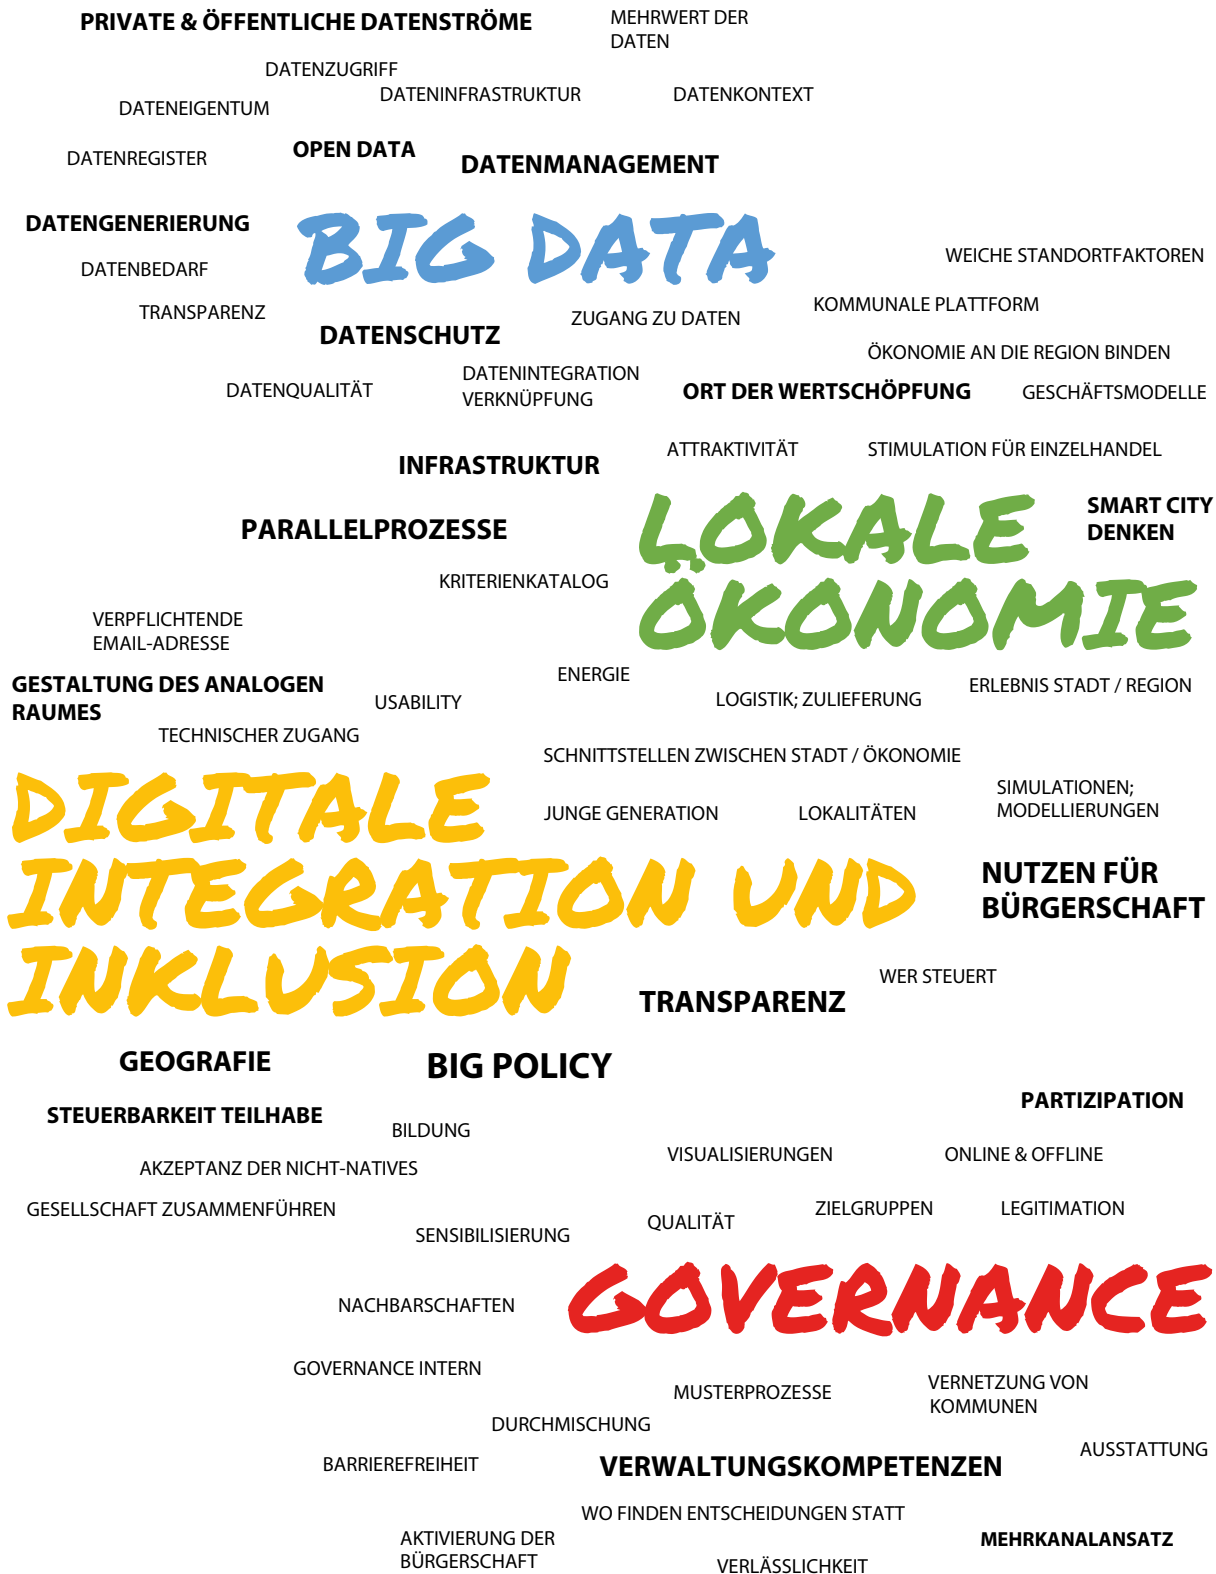 PRIVATE & ÖFFENTLICHE DATENSTRÖME
MEHRWERT DER
DATEN
DATENZUGRIFF
DATENINFRASTRUKTUR
DATENKONTEXT
DATENEIGENTUM
OPEN DATA
DATENREGISTER
DATENMANAGEMENT
DATENGENERIERUNG
BIG DATA
WEICHE STANDORTFAKTOREN
DATENBEDARF
TRANSPARENZ
ZUGANG ZU DATEN
KOMMUNALE PLATTFORM
DATENSCHUTZ
ÖKONOMIE AN DIE REGION BINDEN
DATENINTEGRATION
VERKNÜPFUNG
DATENQUALITÄT
ORT DER WERTSCHÖPFUNG
GESCHÄFTSMODELLE
INFRASTRUKTUR
ATTRAKTIVITÄT
STIMULATION FÜR EINZELHANDEL
PARALLELPROZESSE
LOKALE
ÖKONOMIE
SMART CITY
DENKEN
KRITERIENKATALOG
VERPFLICHTENDE
EMAIL-ADRESSE
GESTALTUNG DES ANALOGEN
RAUMES
USABILITY
ENERGIE
LOGISTIK; ZULIEFERUNG
ERLEBNIS STADT / REGION
TECHNISCHER ZUGANG
SCHNITTSTELLEN ZWISCHEN STADT / ÖKONOMIE
JUNGE GENERATION
LOKALITÄTEN
SIMULATIONEN;
MODELLIERUNGEN
DIGITALE
INTEGRATION UND
INKLUSION
NUTZEN FÜR
BÜRGERSCHAFT
TRANSPARENZ
WER STEUERT
GEOGRAFIE
BIG POLICY
STEUERBARKEIT TEILHABE
PARTIZIPATION
BILDUNG
VISUALISIERUNGEN
ONLINE & OFFLINE
AKZEPTANZ DER NICHT-NATIVES
GESELLSCHAFT ZUSAMMENFÜHREN
SENSIBILISIERUNG
QUALITÄT
ZIELGRUPPEN
LEGITIMATION
GOVERNANCE
NACHBARSCHAFTEN
GOVERNANCE INTERN
MUSTERPROZESSE
VERNETZUNG VON
KOMMUNEN
DURCHMISCHUNG
BARRIEREFREIHEIT
VERWALTUNGSKOMPETENZEN
AUSSTATTUNG
WO FINDEN ENTSCHEIDUNGEN STATT
AKTIVIERUNG DER
BÜRGERSCHAFT
MEHRKANALANSATZ
VERLÄSSLICHKEIT